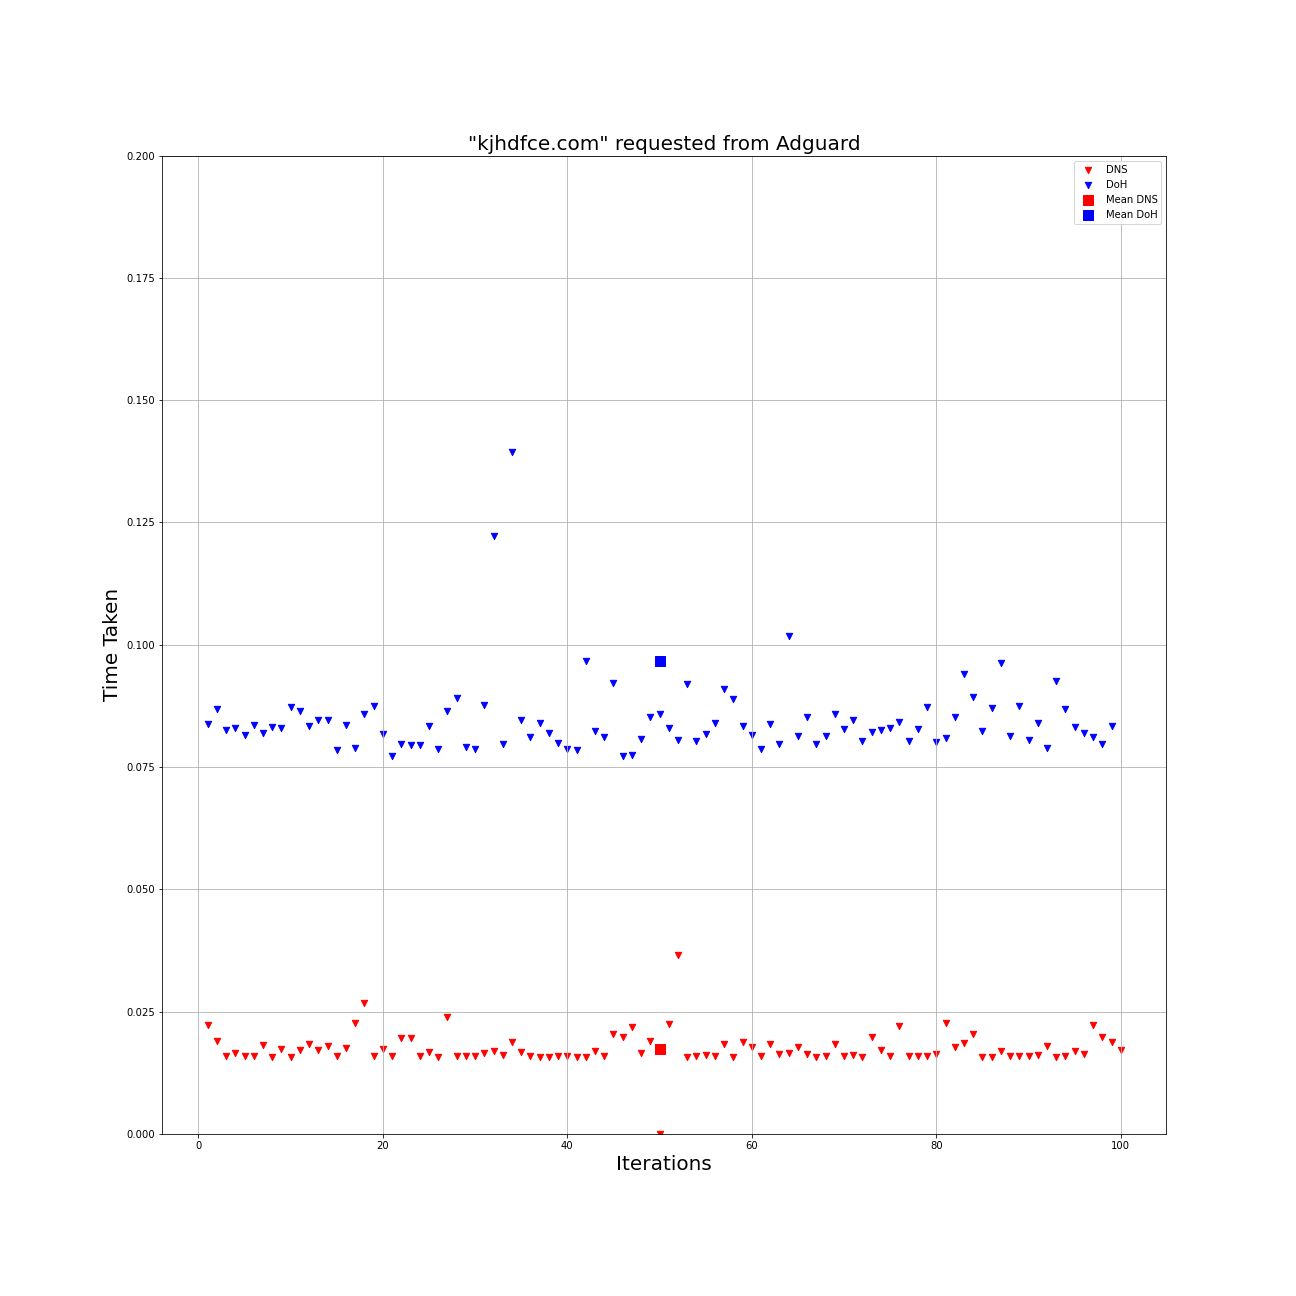 "kjhdfce.com" requested from Adguard
DNS
DoH
Mean DNS
Mean DoH
0.200
0.175
0.150
0.125
0.100
0.075
0.050
0.025
0.000
Time Taken
0 20 40 60 80 100
Iterations